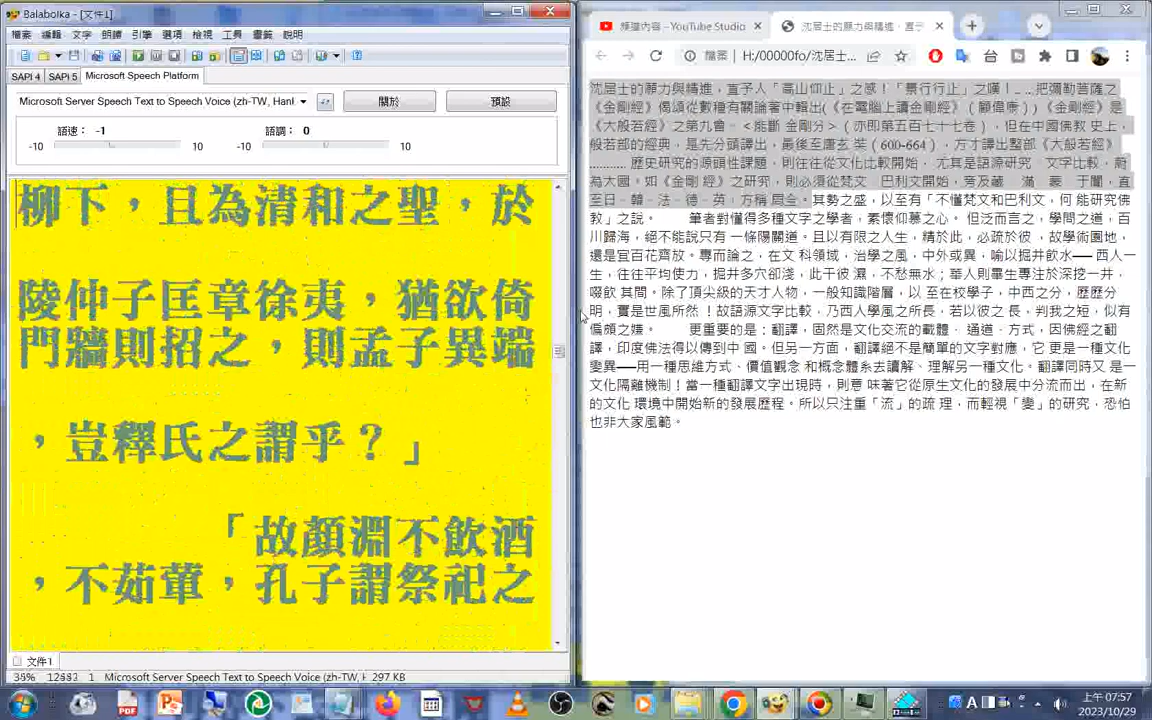 Balabolka - [文件1]
檔案 編輯 文字 朗讀 引擎 選項 檢視 工具 書籤 說明
SAPI 4 SAPI 5 Microsoft Speech Platform
Microsoft Server Speech Text to Speech Voice (zh-TW, Hanl
關於
預設
語速： -1
語調： 0
-10 10 -10 10
柳下，且為清和之聖，於
陵仲子匡章徐夷，猶欲倚
門牆則招之，則孟子異端
，豈釋氏之謂乎？」
「故顏淵不飲酒
，不茹葷，孔子謂祭祀之
文件1
36% 12682 1 Microsoft Server Speech Text to Speech Voice (zh-TW, H 297 KB
頻道內容 - YouTube Studio
沈居士的願力與精進，宜予
檔案 H:/00000fo/沈居士...
沈居士的願力與精進，宜予人「高山仰止」之感！「景行行止」之嘆！... ...把彌勒菩薩之
《金剛經》偈頌從數種有關論著中輯出(《在電腦上讀金剛經》（顧偉康））《金剛經》是
《大般若經》之第九會．＜能斷 金剛分＞（亦即第五百七十七卷），但在中國佛教 史上，
般若部的經典，是先分頭譯出，最後至唐玄 奘（600-664），方才譯出整部《大般若經》
.......... 歷史研究的源頭性課題，則往往從文化比較開始， 尤其是語源研究．文字比較，蔚
為大國。如《金剛 經》之研究，則必須從梵文．巴利文開始，旁及藏．滿．蒙．于闐，直
至日．韓．法．德．英，方稱 周全。其勢之盛，以至有「不懂梵文和巴利文，何 能研究佛
教」之說。 筆者對懂得多種文字之學者，素懷仰慕之心。 但泛而言之，學問之道，百
川歸海，絕不能說只有 一條陽關道。且以有限之人生，精於此，必疏於彼 ，故學術園地，
還是宜百花齊放。專而論之，在文 科領域，治學之風，中外或異，喻以掘井飲水── 西人一
生，往往平均使力，掘井多穴卻淺，此干彼 濕，不愁無水；華人則畢生專注於深挖一井，
啜飲 其間。除了頂尖級的天才人物，一般知識階層，以 至在校學子，中西之分，歷歷分
明，實是世風所然 ！故語源文字比較，乃西人學風之所長，若以彼之 長，判我之短，似有
偏頗之嫌。 更重要的是：翻譯，固然是文化交流的載體． 通道．方式，因佛經之翻
譯，印度佛法得以傳到中 國。但另一方面，翻譯絕不是簡單的文字對應，它 更是一種文化
變異──用一種思維方式、價值觀念 和概念體系去讀解、理解另一種文化。翻譯同時又 是一
文化隔離機制！當一種翻譯文字出現時，則意 味著它從原生文化的發展中分流而出，在新
的文化 環境中開始新的發展歷程。所以只注重「流」的疏 理，而輕視「變」的研究，恐怕
也非大家風範。
上午 07:57
2023/10/29